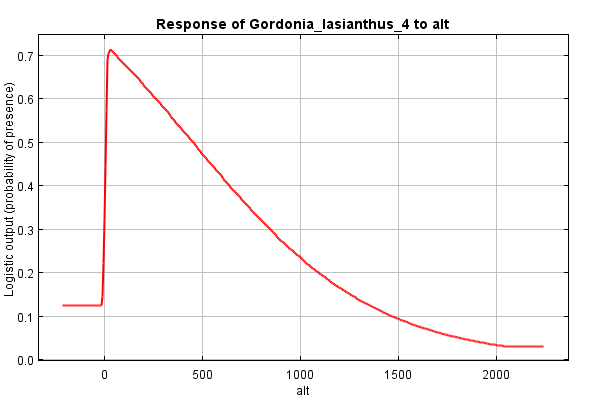 Response of Gordonia_lasianthus_4 to alt
Logistic output (probability of presence)
0.7
0.6
0.5
0.4
0.3
0.2
0.1
0.0
0 500 1000 1500 2000
alt